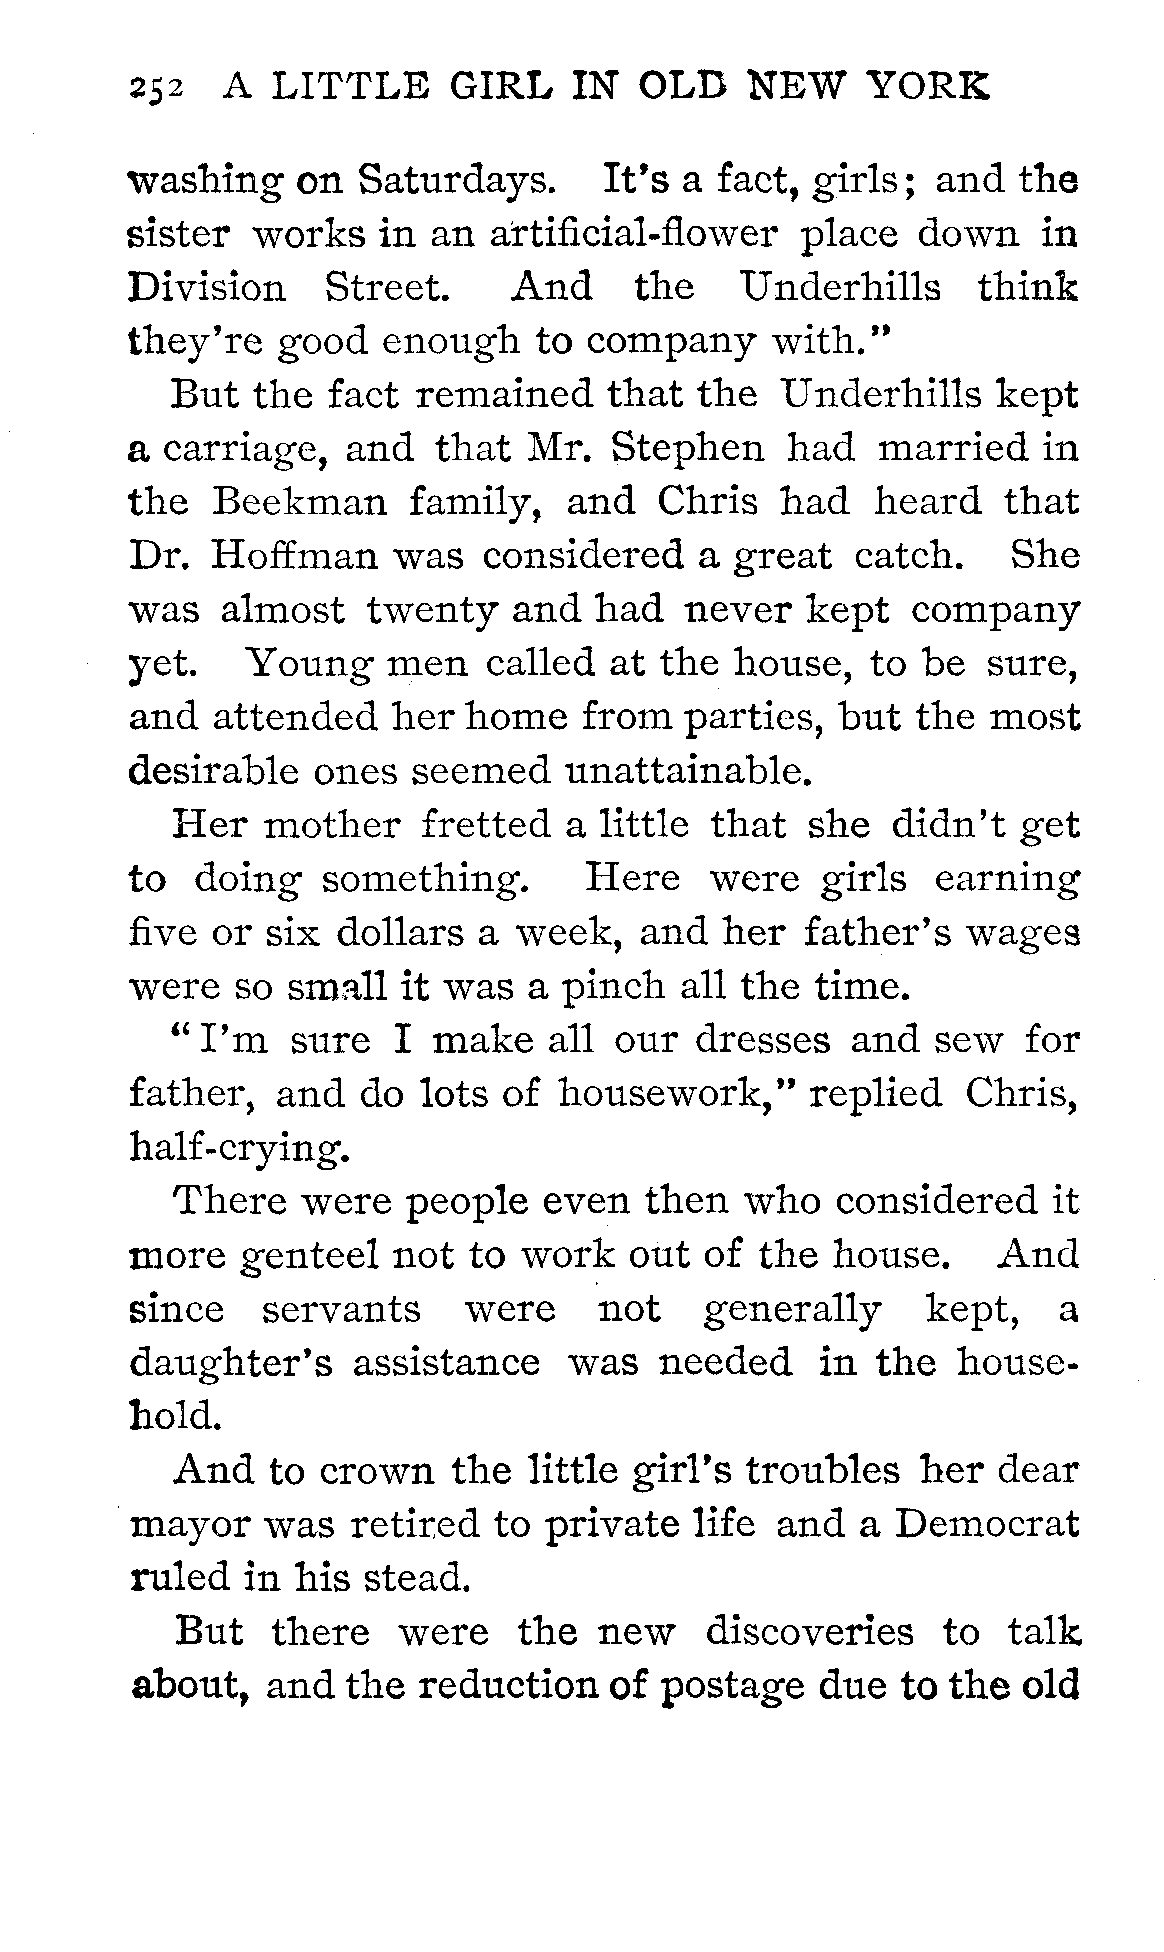 252 A LITTLE GIRL IN OLD NEW YORK
washing on Saturdays. It's a fact, girls; and the
sister works in an artificial-flower place down in
Division Street. And the Underhills think
they're good enough to company with."
But the fact remained that the Underhills kept
a carriage, and that Mr. Stephen had married in
the Beekman family, and Chris had heard that
Dr. Hoffman was considered a great catch. She
was almost twenty and had never kept company
yet. Young men called at the house, to be sure,
and attended her home from parties, but the most
desirable ones seemed unattainable.
Her mother fretted a little that she didn't get
to doing something. Here were girls earning
five or six dollars a week, and her father's wages
were so small it was a pinch all the time.
"I'm sure I make all our dresses and sew for
father, and do lots of housework," replied Chris,
half-crying.
There were people even then who considered it
more genteel not to work out of the house. And
since servants were not generally kept, a
daughter's assistance was needed in the house-
hold.
And to crown the little girl's troubles her dear
mayor was retired to private life and a Democrat
ruled in his stead.
But there were the new discoveries to talk
about, and the reduction of postage due to the old